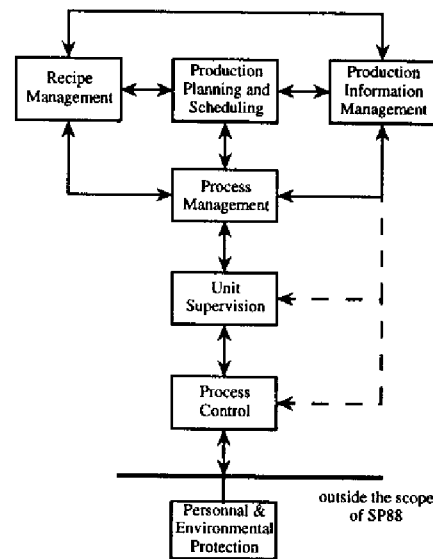 Recipe
Management
Production
Planning and
Scheduling
Production
Information
Management
Process
Management
Unit
Supervision
Process
Control
outside the scope
of SP88
Personnal &
Environmental
Protection